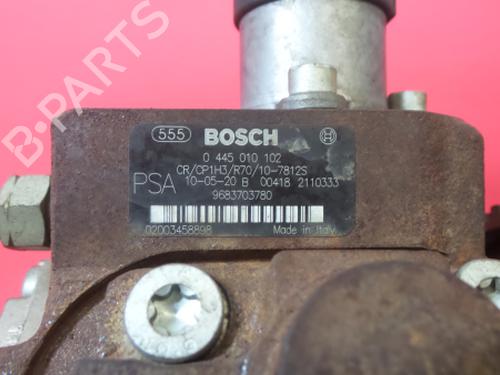 555 BOSCH
0 445 010 102
CR/CP1H3/R70/10-7812S
PSA 10-05-20 B 00418 2110333
9683703780
02003458898 Made in Italy
B-PARTS